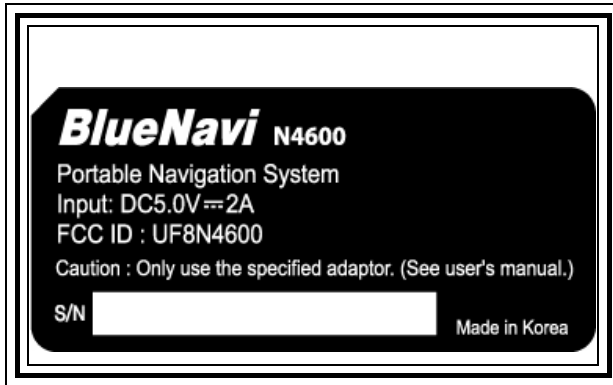 BlueNavi N4600
Portable Navigation System
Input: DC5.0V⎓2A
FCC ID : UF8N4600
Caution : Only use the specified adaptor. (See user's manual.)
S/N
Made in Korea